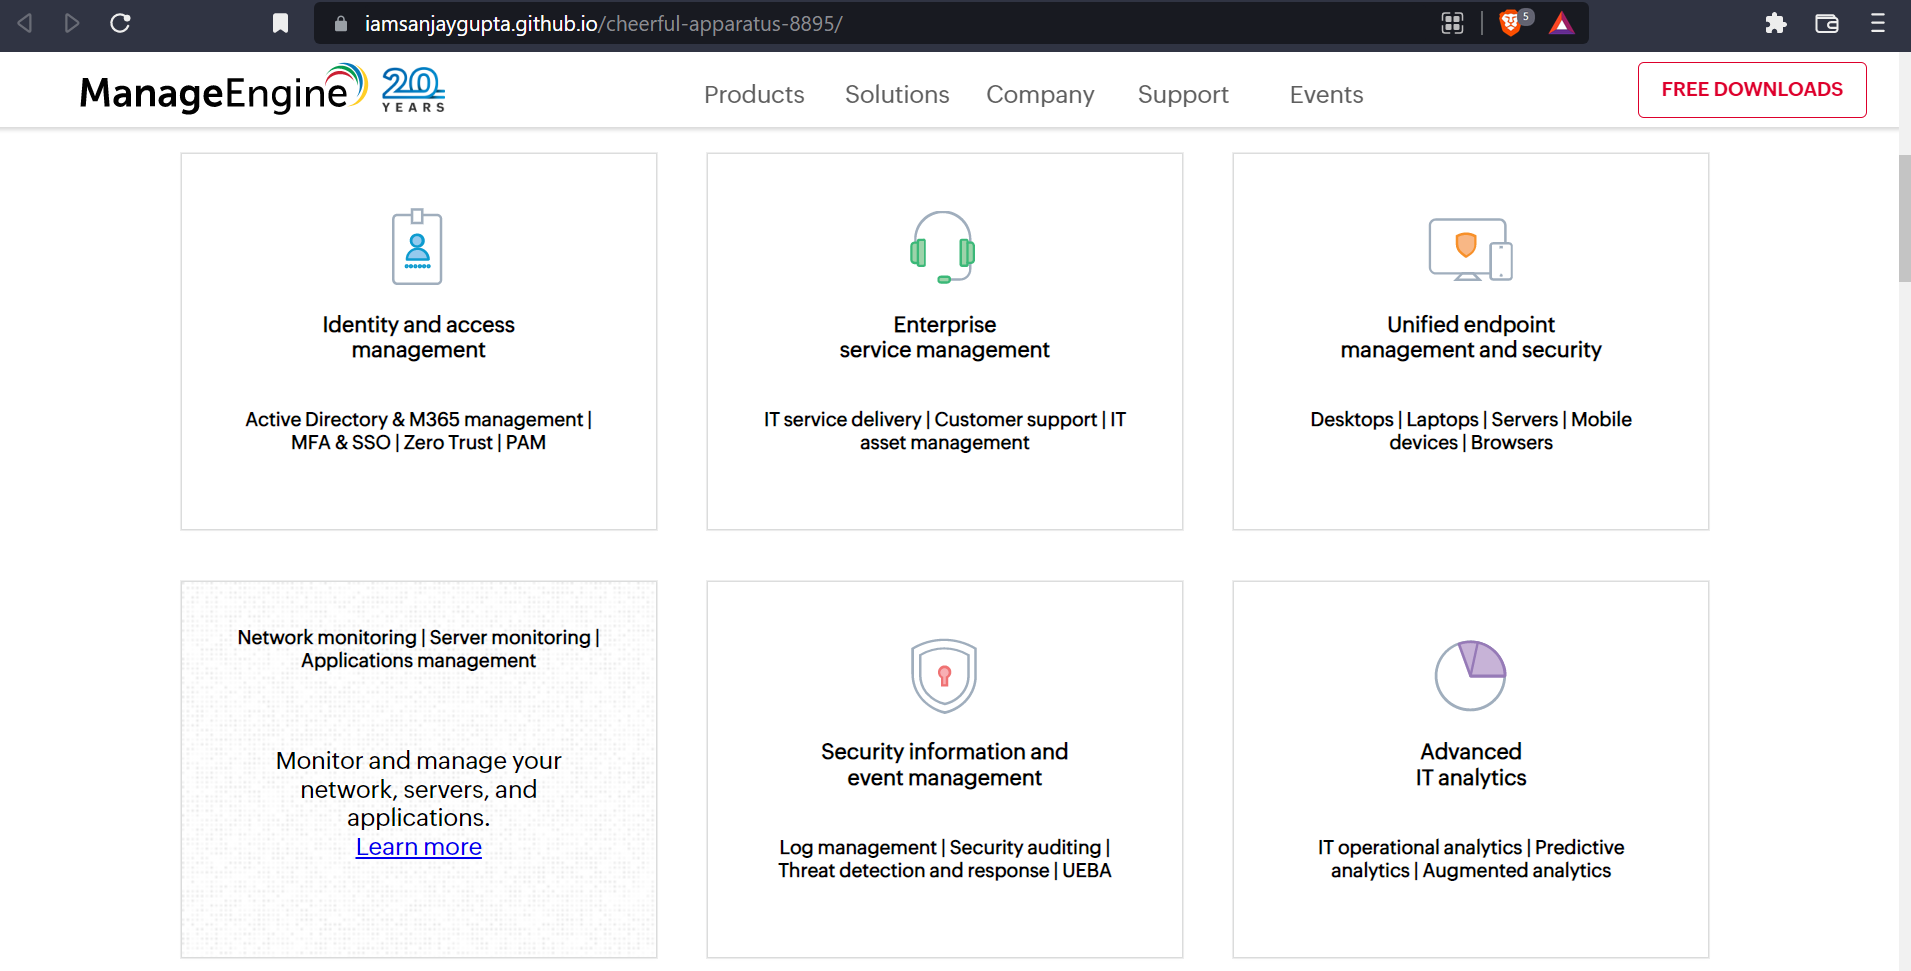 iamsanjaygupta.github.io/cheerful-apparatus-8895/
5
ManageEngine 20 YEARS
Products Solutions Company Support Events
FREE DOWNLOADS
Identity and access
management
Active Directory & M365 management |
MFA & SSO | Zero Trust | PAM
Enterprise
service management
IT service delivery | Customer support | IT
asset management
Unified endpoint
management and security
Desktops | Laptops | Servers | Mobile
devices | Browsers
Network monitoring | Server monitoring |
Applications management
Monitor and manage your
network, servers, and
applications.
Learn more
Security information and
event management
Log management | Security auditing |
Threat detection and response | UEBA
Advanced
IT analytics
IT operational analytics | Predictive
analytics | Augmented analytics